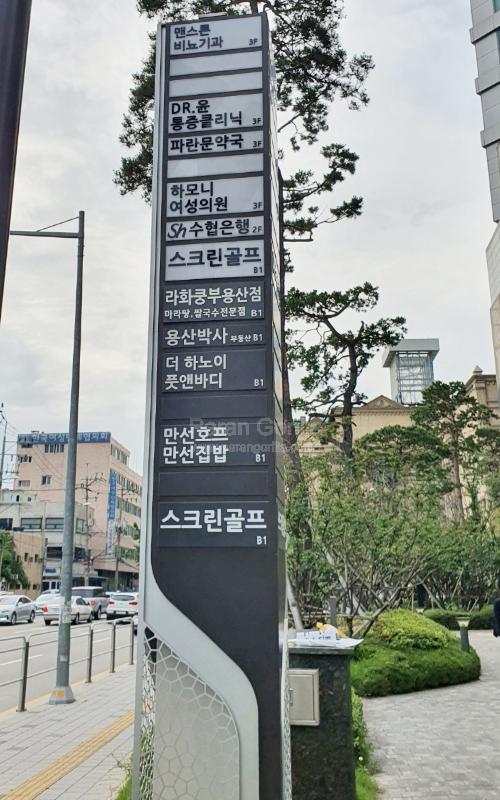 맨스톤
비뇨기과 3F
DR.윤
통증클리닉 3F
파란문약국 3F
하모니
여성의원 3F
Sh수협은행 2F
스크린골프
B1
라화쿵부용산점
마라탕,쌀국수전문점 B1
용산박사 부동산 B1
더 하노이
풋앤바디 B1
만선호프
만선집밥 B1
스크린골프
B1